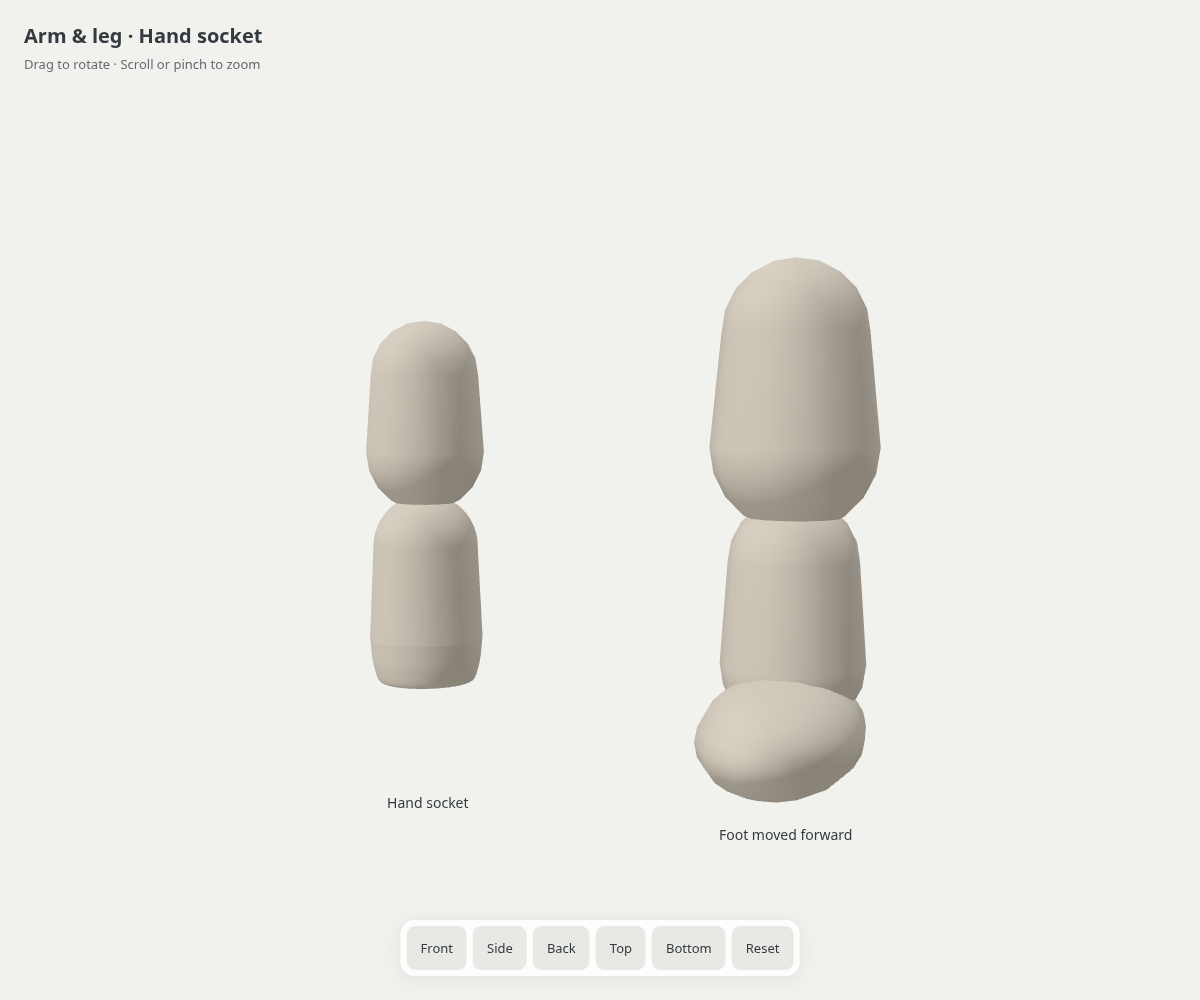 Arm & leg · Hand socket
Drag to rotate · Scroll or pinch to zoom
Hand socket
Foot moved forward
Front
Side
Back
Top
Bottom
Reset